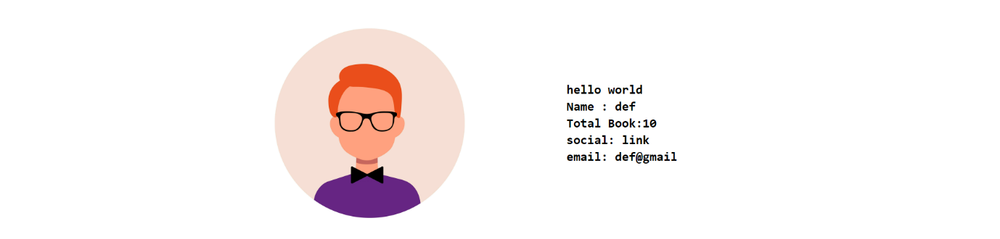 hello world
Name : def
Total Book:10
social: link
email: def@gmail